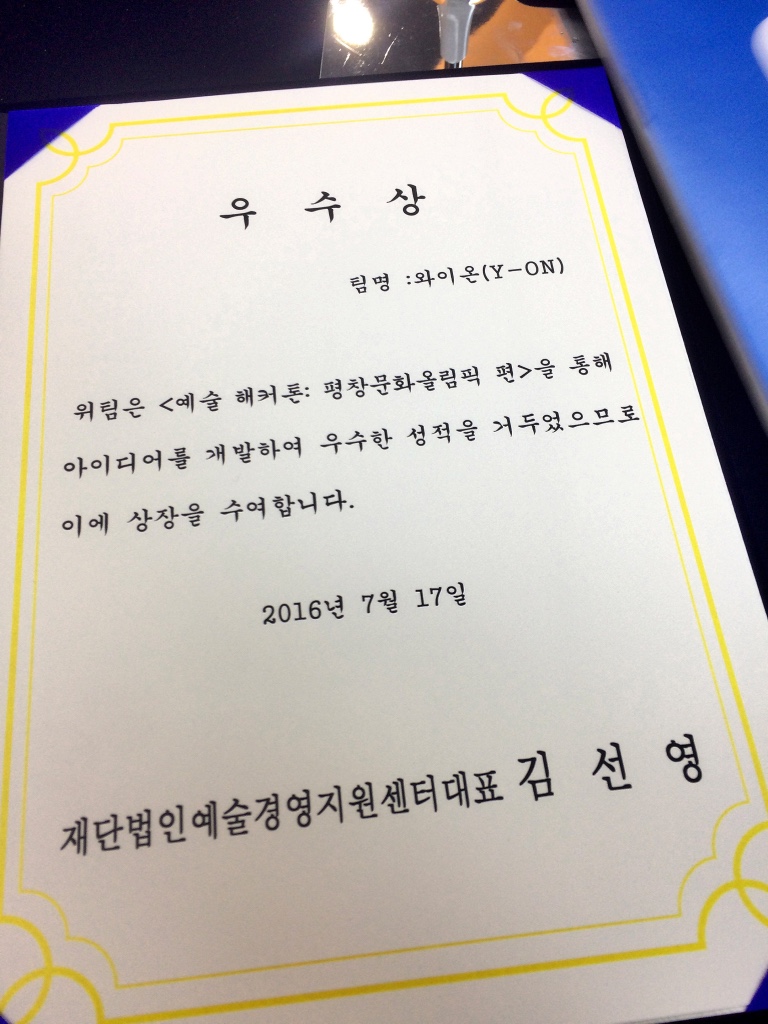 우 수 상
팀명 :와이온(Y-ON)
위팀은 <예술 해커톤: 평창문화올림픽 편>을 통해
아이디어를 개발하여 우수한 성적을 거두었으므로
이에 상장을 수여합니다.
2016년 7월 17일
재단법인예술경영지원센터대표 김 선 영